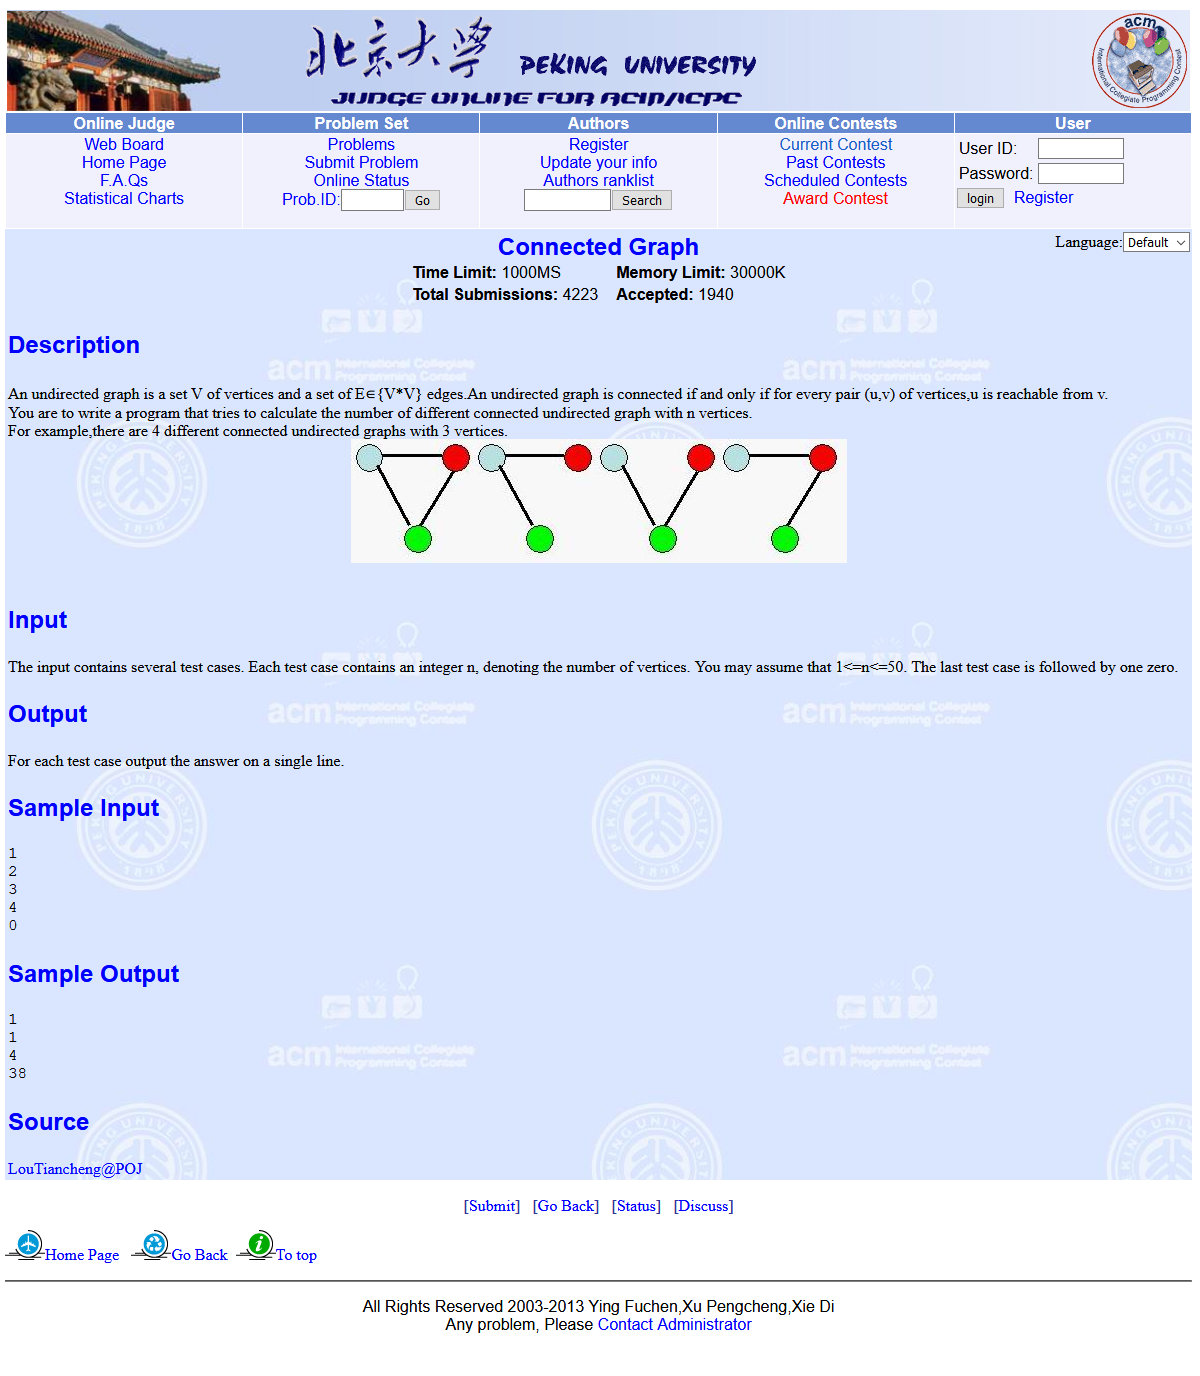 北京大學 PEKING UNIVERSITY
JUDGE ONLINE FOR ACM/ICPC
acm
International Collegiate Programming Contest
Online Judge Problem Set Authors Online Contests User
Web Board Problems Register Current Contest User ID:
Home Page Submit Problem Update your info Past Contests Password:
F.A.Qs Online Status Authors ranklist Scheduled Contests
Statistical Charts Prob.ID: Go Search Award Contest login Register
Connected Graph
Language: Default
Time Limit: 1000MS Memory Limit: 30000K
Total Submissions: 4223 Accepted: 1940
Description
An undirected graph is a set V of vertices and a set of E∈{V*V} edges.An undirected graph is connected if and only if for every pair (u,v) of vertices,u is reachable from v.
You are to write a program that tries to calculate the number of different connected undirected graph with n vertices.
For example,there are 4 different connected undirected graphs with 3 vertices.
Input
The input contains several test cases. Each test case contains an integer n, denoting the number of vertices. You may assume that 1<=n<=50. The last test case is followed by one zero.
Output
For each test case output the answer on a single line.
Sample Input
1
2
3
4
0
Sample Output
1
1
4
38
Source
LouTiancheng@POJ
[Submit] [Go Back] [Status] [Discuss]
Home Page Go Back To top
All Rights Reserved 2003-2013 Ying Fuchen,Xu Pengcheng,Xie Di
Any problem, Please Contact Administrator